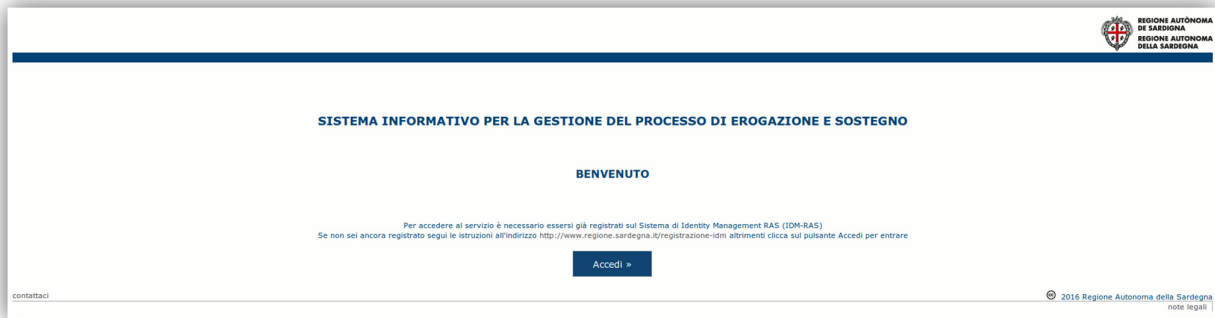 REGIONE AUTÒNOMA
DE SARDIGNA
REGIONE AUTONOMA
DELLA SARDEGNA
SISTEMA INFORMATIVO PER LA GESTIONE DEL PROCESSO DI EROGAZIONE E SOSTEGNO
BENVENUTO
Per accedere al servizio è necessario essersi già registrati sul Sistema di Identity Management RAS (IDM-RAS)
Se non sei ancora registrato segui le istruzioni all'indirizzo http://www.regione.sardegna.it/registrazione-idm altrimenti clicca sul pulsante Accedi per entrare
Accedi »
contattaci
2016 Regione Autonoma della Sardegna
note legali